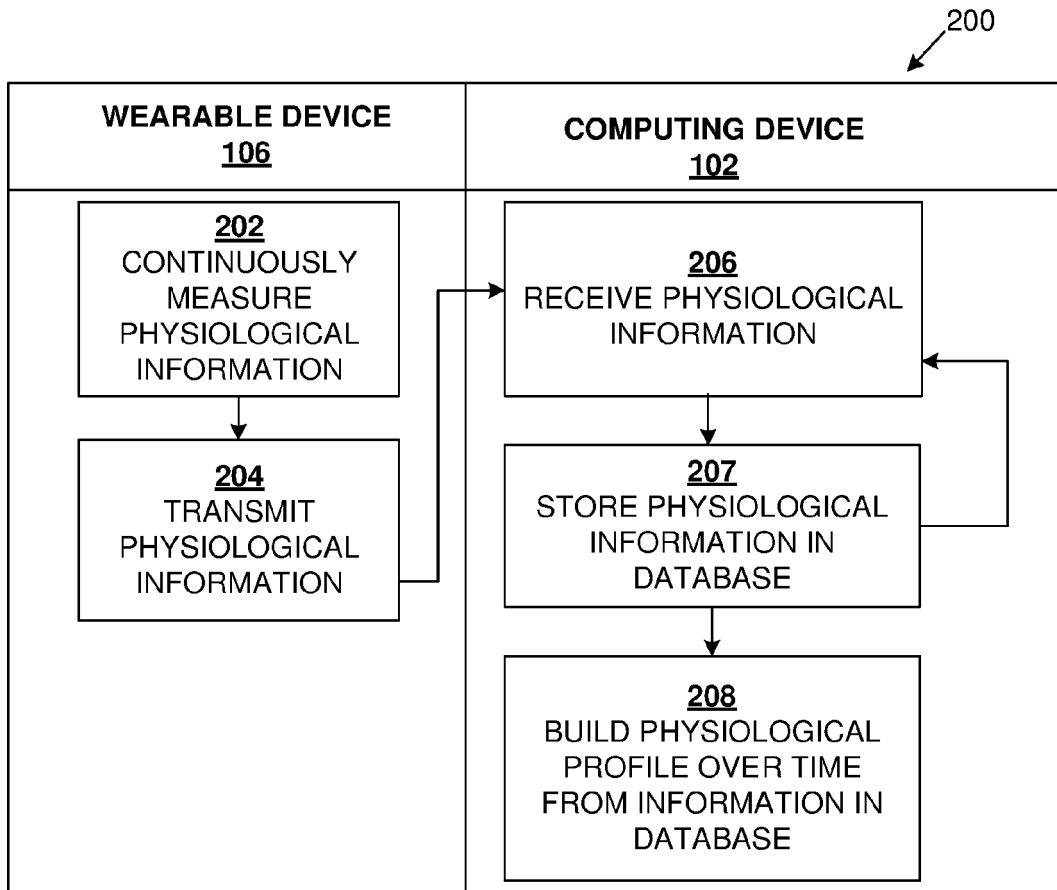 200
WEARABLE DEVICE
106
COMPUTING DEVICE
102
202
CONTINUOUSLY
MEASURE
PHYSIOLOGICAL
INFORMATION
204
TRANSMIT
PHYSIOLOGICAL
INFORMATION
206
RECEIVE PHYSIOLOGICAL
INFORMATION
207
STORE PHYSIOLOGICAL
INFORMATION IN
DATABASE
208
BUILD PHYSIOLOGICAL
PROFILE OVER TIME
FROM INFORMATION IN
DATABASE